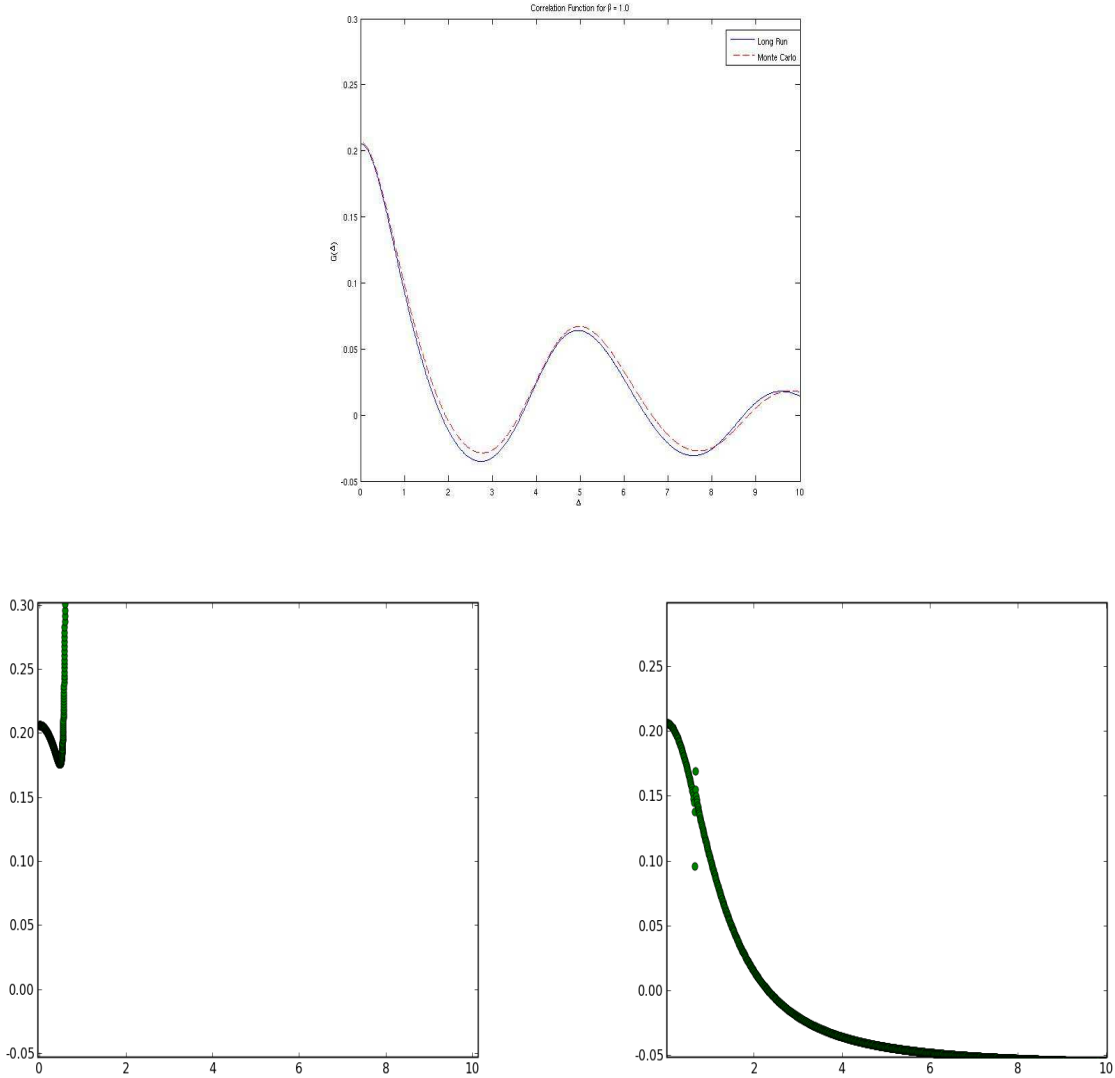 Correlation Function for β = 1.0
0.3
Long Run
Monte Carlo
0.25
0.2
0.15
G(Δ)
0.1
0.05
0
-0.05
0 1 2 3 4 5 6 7 8 9 10
Δ
0.30
0.25
0.20
0.15
0.10
0.05
0.00
-0.05
0 2 4 6 8 10
0.25
0.20
0.15
0.10
0.05
0.00
-0.05
2 4 6 8 10